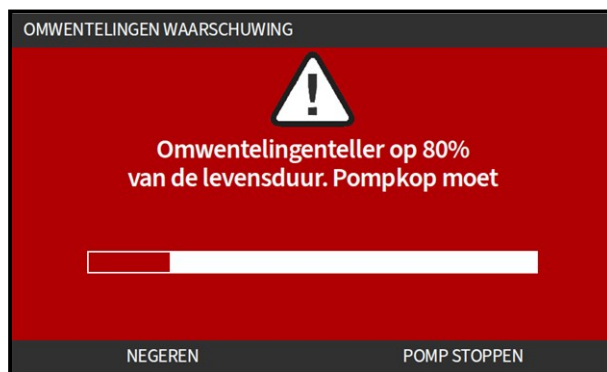 OMWENTELINGEN WAARSCHUWING
!
Omwentelingenteller op 80%
van de levensduur. Pompkop moet
NEGEREN
POMP STOPPEN